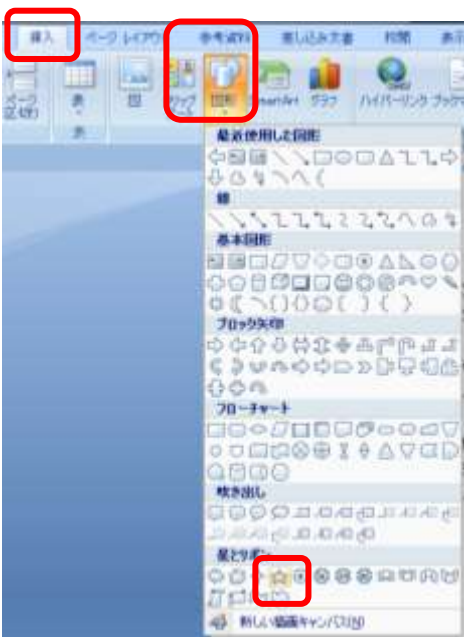 挿入 ページ レイアウト 参考資料 差し込み文書 校閲 表示
ページ区切り 表 図 クリップアート 図形 SmartArt グラフ ハイパーリンク ブック
表
最近使用した図形
線
基本図形
ブロック矢印
フローチャート
吹き出し
星とリボン
新しい描画キャンバス(N)